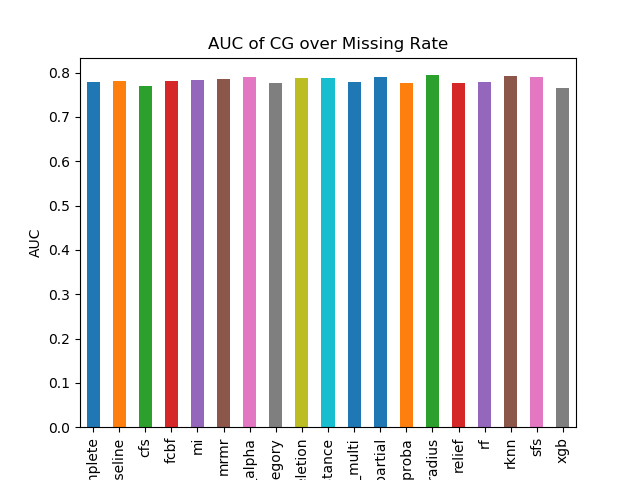 AUC of CG over Missing Rate
AUC
0.8
0.7
0.6
0.5
0.4
0.3
0.2
0.1
0.0
nplete
seline
cfs
fcbf
mi
mrmr
_alpha
egory
eletion
tance
_multi
partial
proba
radius
relief
rf
rknn
sfs
xgb